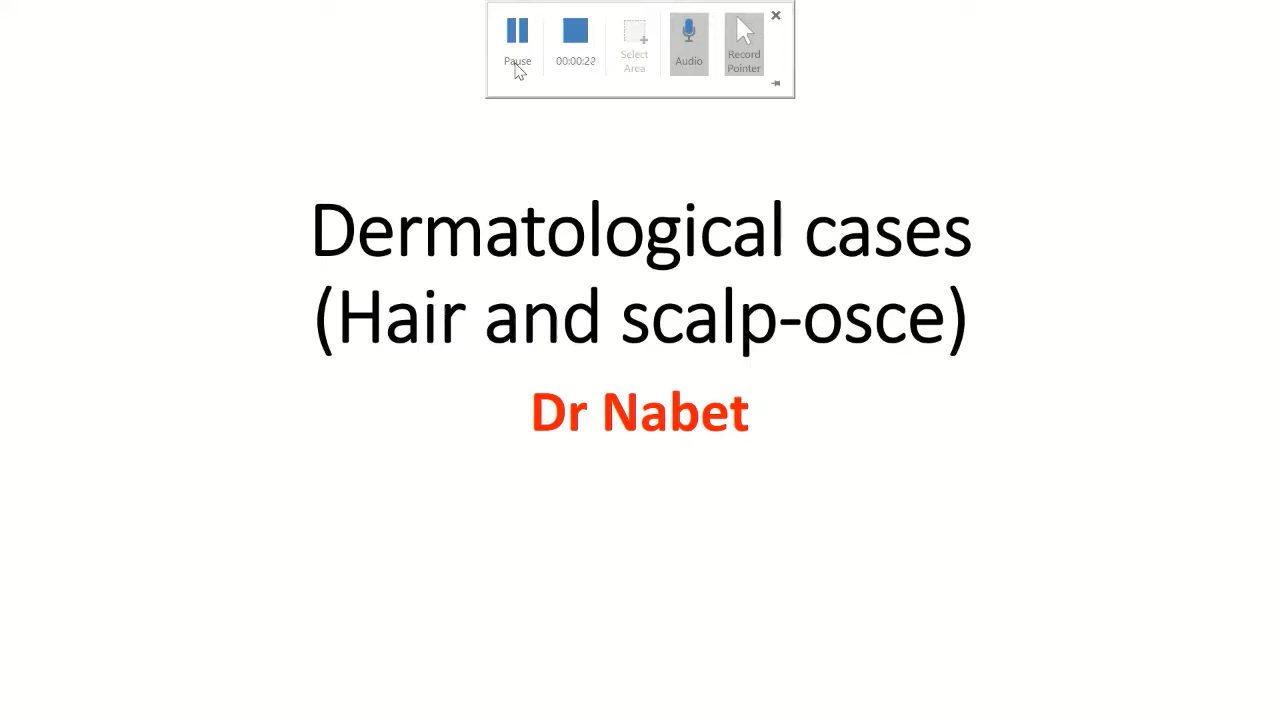 Pause
00:00:22
Select
Area
Audio
Record
Pointer
Dermatological cases
(Hair and scalp-osce)
Dr Nabet